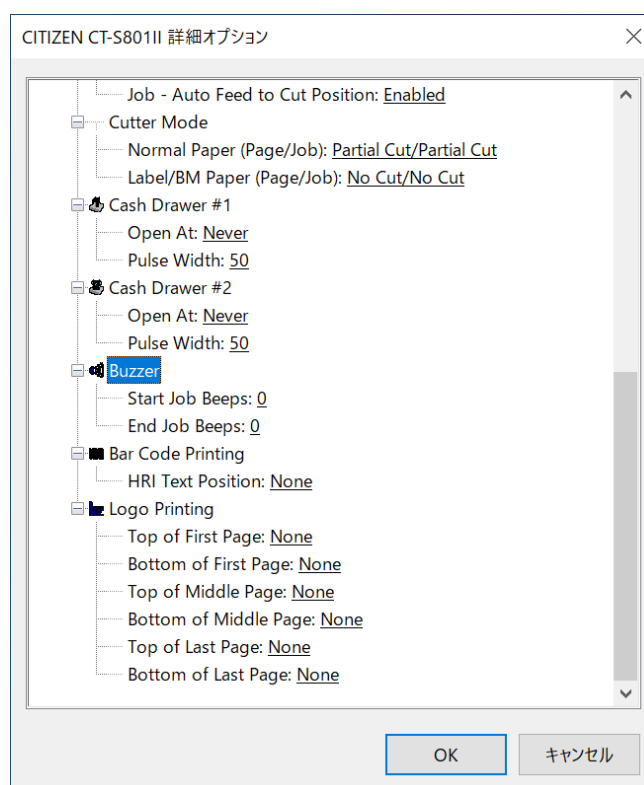 CITIZEN CT-S801II 詳細オプション
Job - Auto Feed to Cut Position: Enabled
Cutter Mode
Normal Paper (Page/Job): Partial Cut/Partial Cut
Label/BM Paper (Page/Job): No Cut/No Cut
Cash Drawer #1
Open At: Never
Pulse Width: 50
Cash Drawer #2
Open At: Never
Pulse Width: 50
Buzzer
Start Job Beeps: 0
End Job Beeps: 0
Bar Code Printing
HRI Text Position: None
Logo Printing
Top of First Page: None
Bottom of First Page: None
Top of Middle Page: None
Bottom of Middle Page: None
Top of Last Page: None
Bottom of Last Page: None
OK
キャンセル